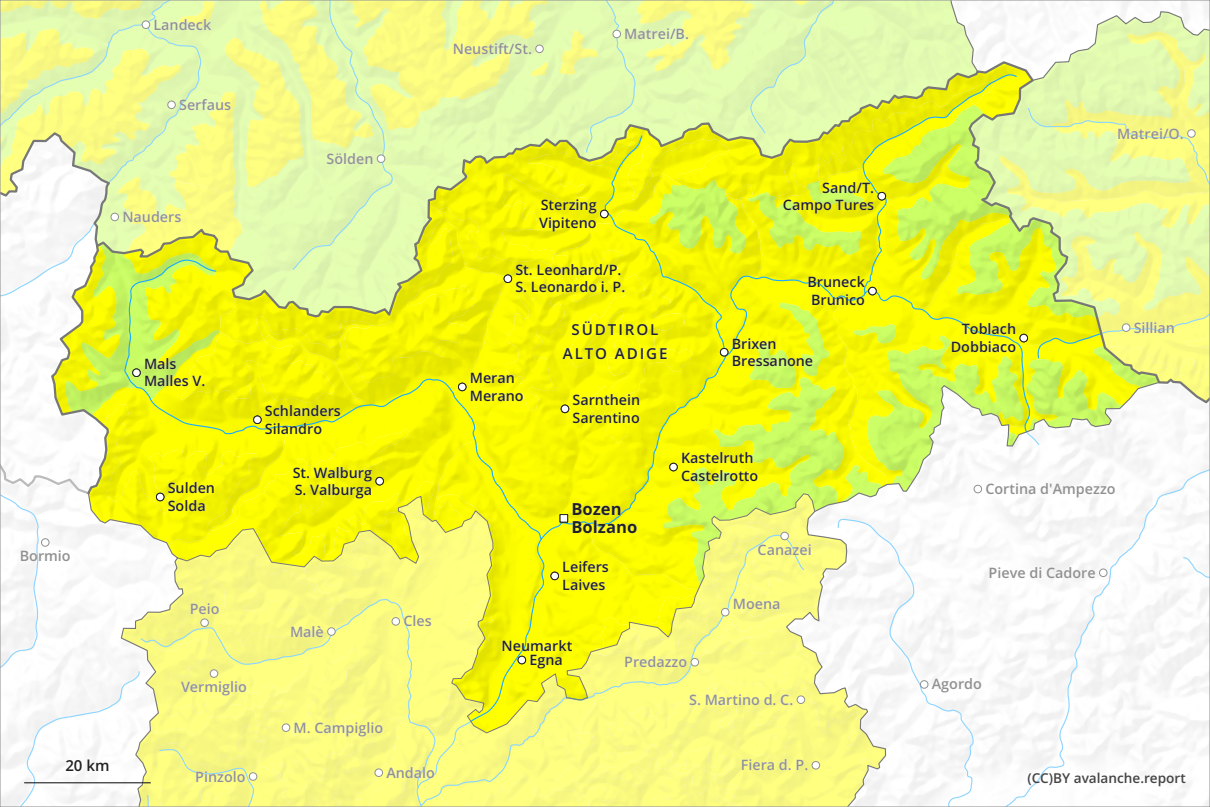 Landeck
Matrei/B.
Neustift/St.
Serfaus
Matrei/O.
Sölden
Sand/T.
Campo Tures
Nauders
Sterzing
Vipiteno
St. Leonhard/P.
S. Leonardo i. P.
Bruneck
Brunico
SÜDTIROL
ALTO ADIGE
Toblach
Dobbiaco
Sillian
Brixen
Bressanone
Mals
Malles V.
Meran
Merano
Schlanders
Silandro
Sarnthein
Sarentino
Kastelruth
Castelrotto
St. Walburg
S. Valburga
Sulden
Solda
Cortina d'Ampezzo
Bozen
Bolzano
Bormio
Canazei
Leifers
Laives
Pieve di Cadore
Peio
Moena
Cles
Malè
Neumarkt
Egna
Predazzo
Vermiglio
Agordo
S. Martino d. C.
M. Campiglio
20 km
Fiera d. P.
Pinzolo
Andalo
(CC)BY avalanche.report